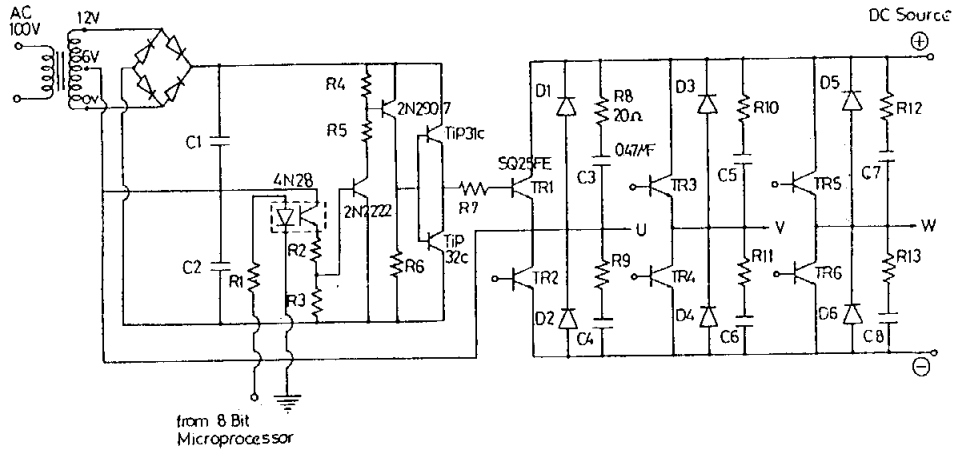 AC
100V
12V
6V
0V
C1
C2
4N28
R1
R2
R3
R4
R5
2N2907
2N2222
R6
TiP31c
TiP
32c
R7
SQ25FE
TR1
TR2
D1
D2
R8
20Ω
0.47MF
C3
U
R9
C4
TR3
TR4
D3
D4
R10
C5
V
R11
C6
TR5
TR6
D5
D6
R12
C7
W
R13
C8
DC Source
+
−
from 8 Bit
Microprocessor